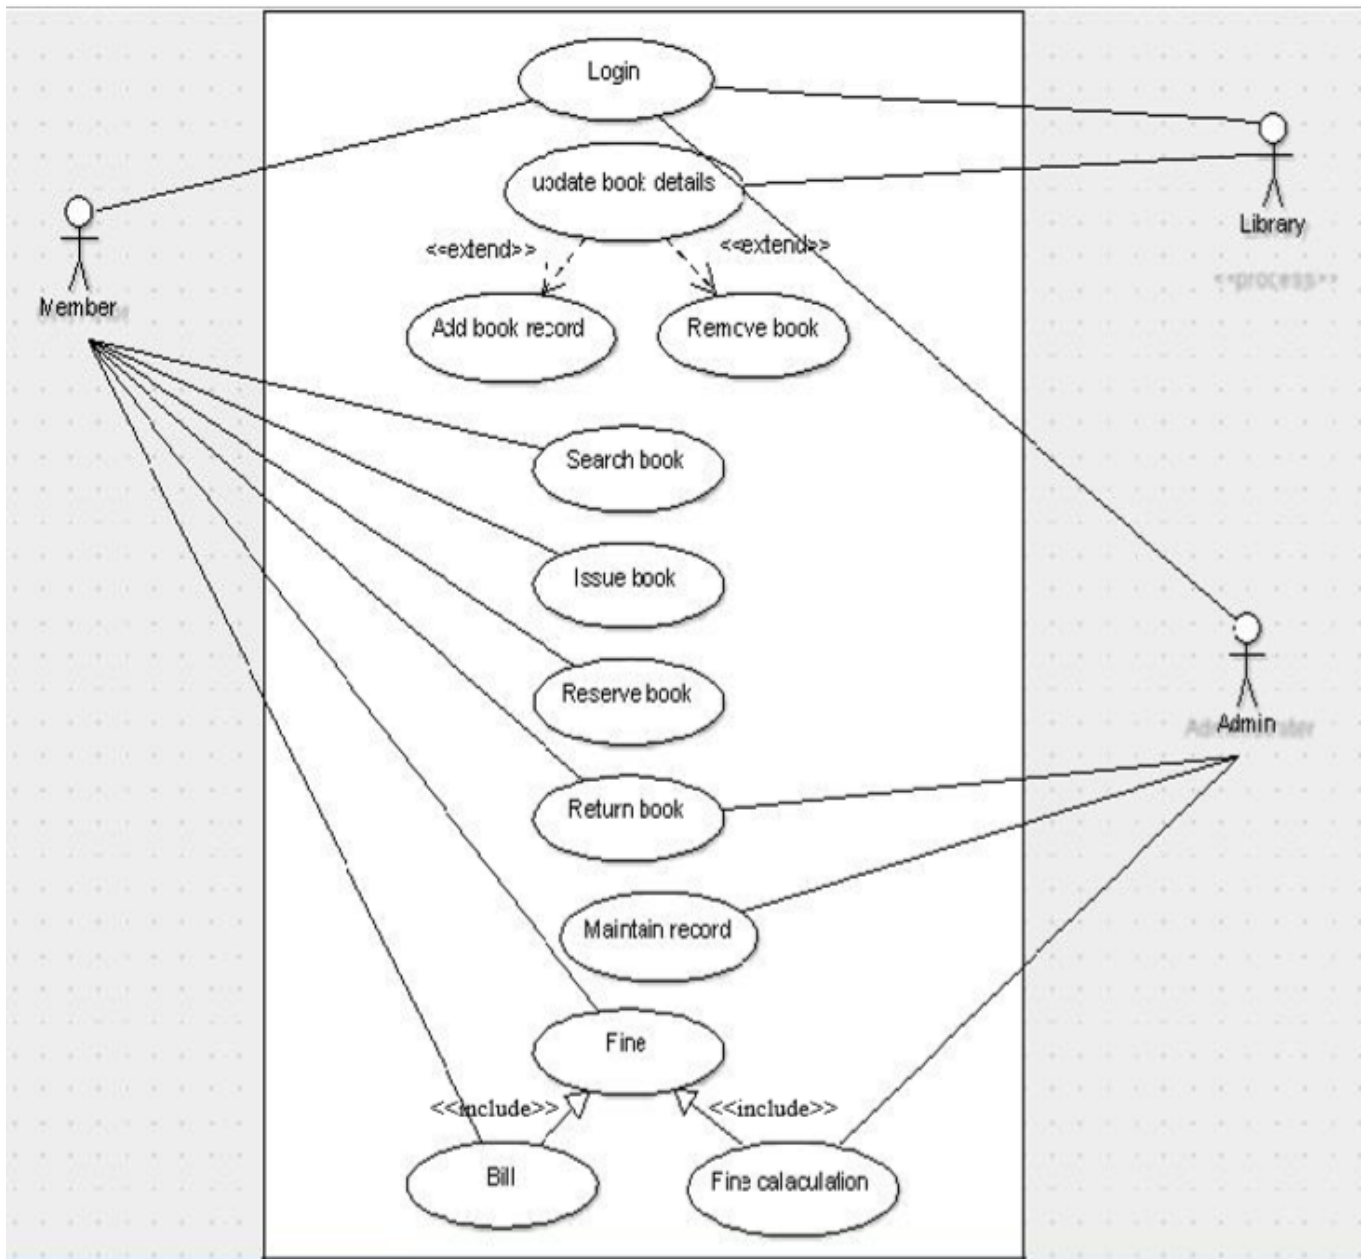 Login
update book details
<<extend>>
<<extend>>
Add book record
Remove book
Library
<<process>>
Member
Search book
Issue book
Reserve book
Admin
Return book
Maintain record
Fine
<<include>>
<<include>>
Bill
Fine calaculation